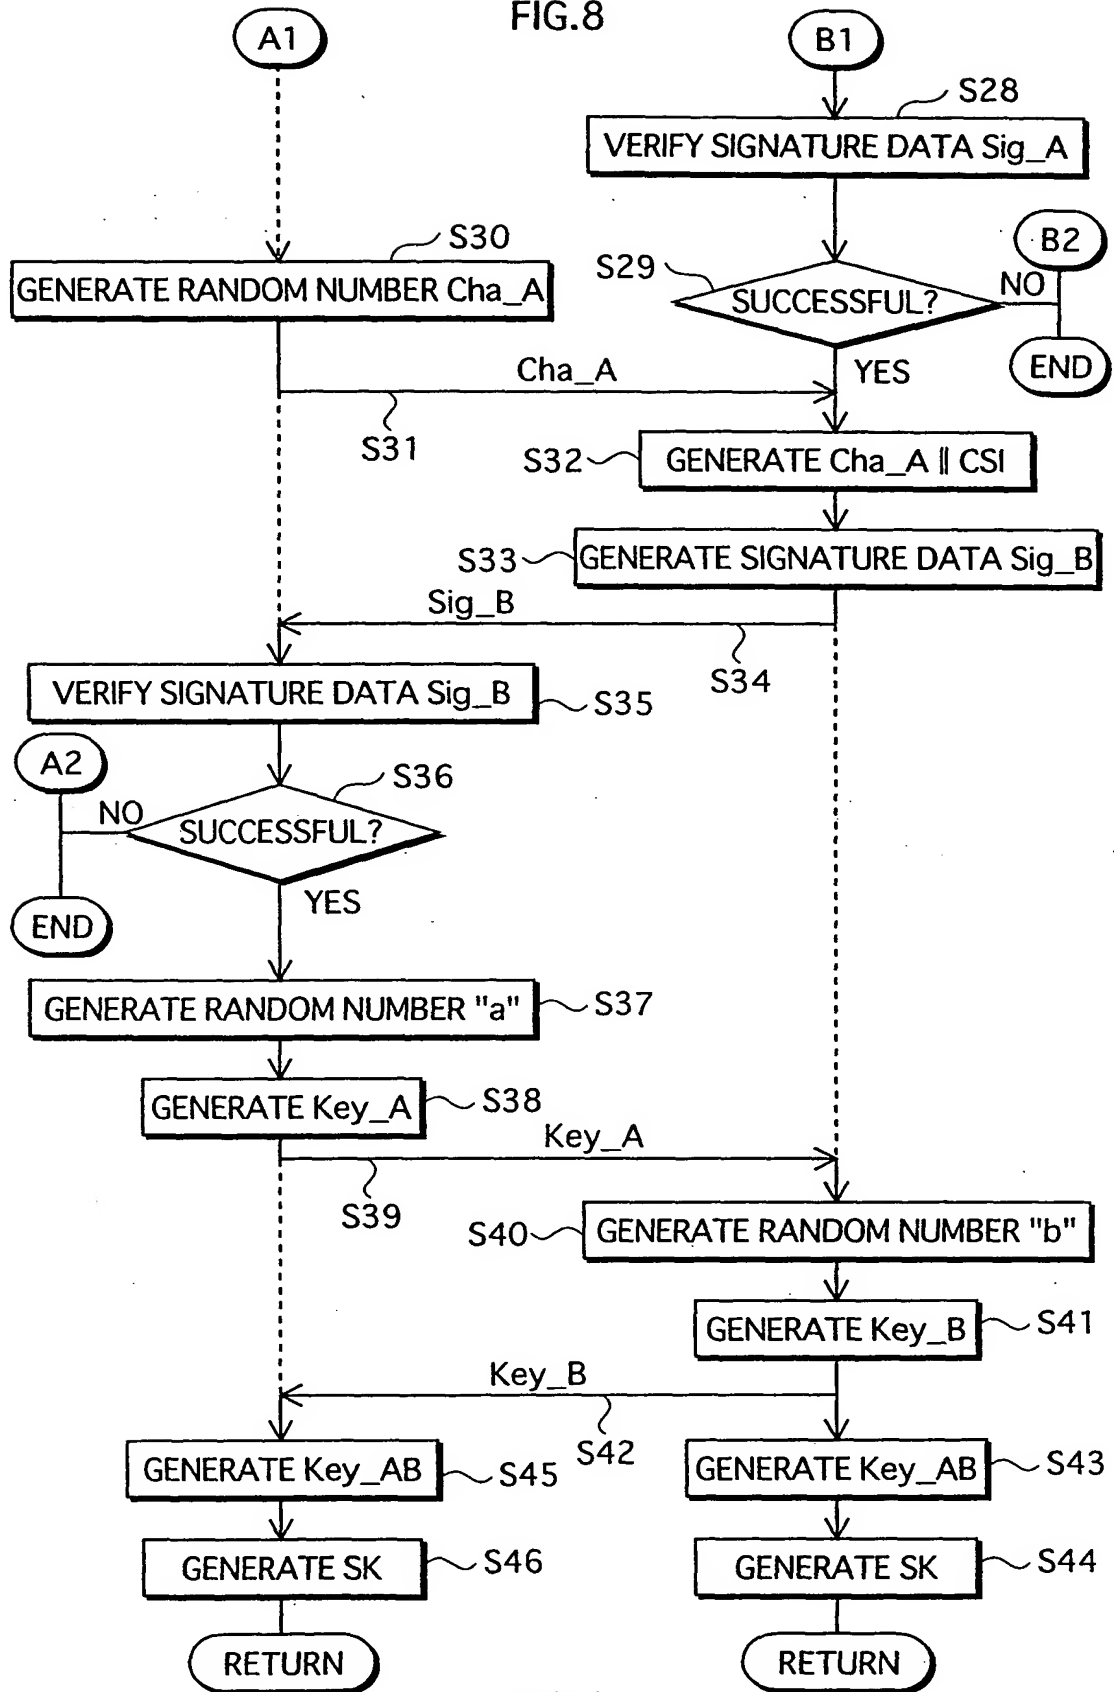 FIG.8
A1
B1
S28
VERIFY SIGNATURE DATA Sig_A
S30
GENERATE RANDOM NUMBER Cha_A
S29
SUCCESSFUL?
NO
B2
END
YES
Cha_A
S31
S32
GENERATE Cha_A || CSI
S33
GENERATE SIGNATURE DATA Sig_B
Sig_B
S34
VERIFY SIGNATURE DATA Sig_B
S35
A2
S36
NO
SUCCESSFUL?
YES
END
GENERATE RANDOM NUMBER "a"
S37
GENERATE Key_A
S38
Key_A
S39
S40
GENERATE RANDOM NUMBER "b"
GENERATE Key_B
S41
Key_B
S42
GENERATE Key_AB
S45
GENERATE Key_AB
S43
GENERATE SK
S46
GENERATE SK
S44
RETURN
RETURN